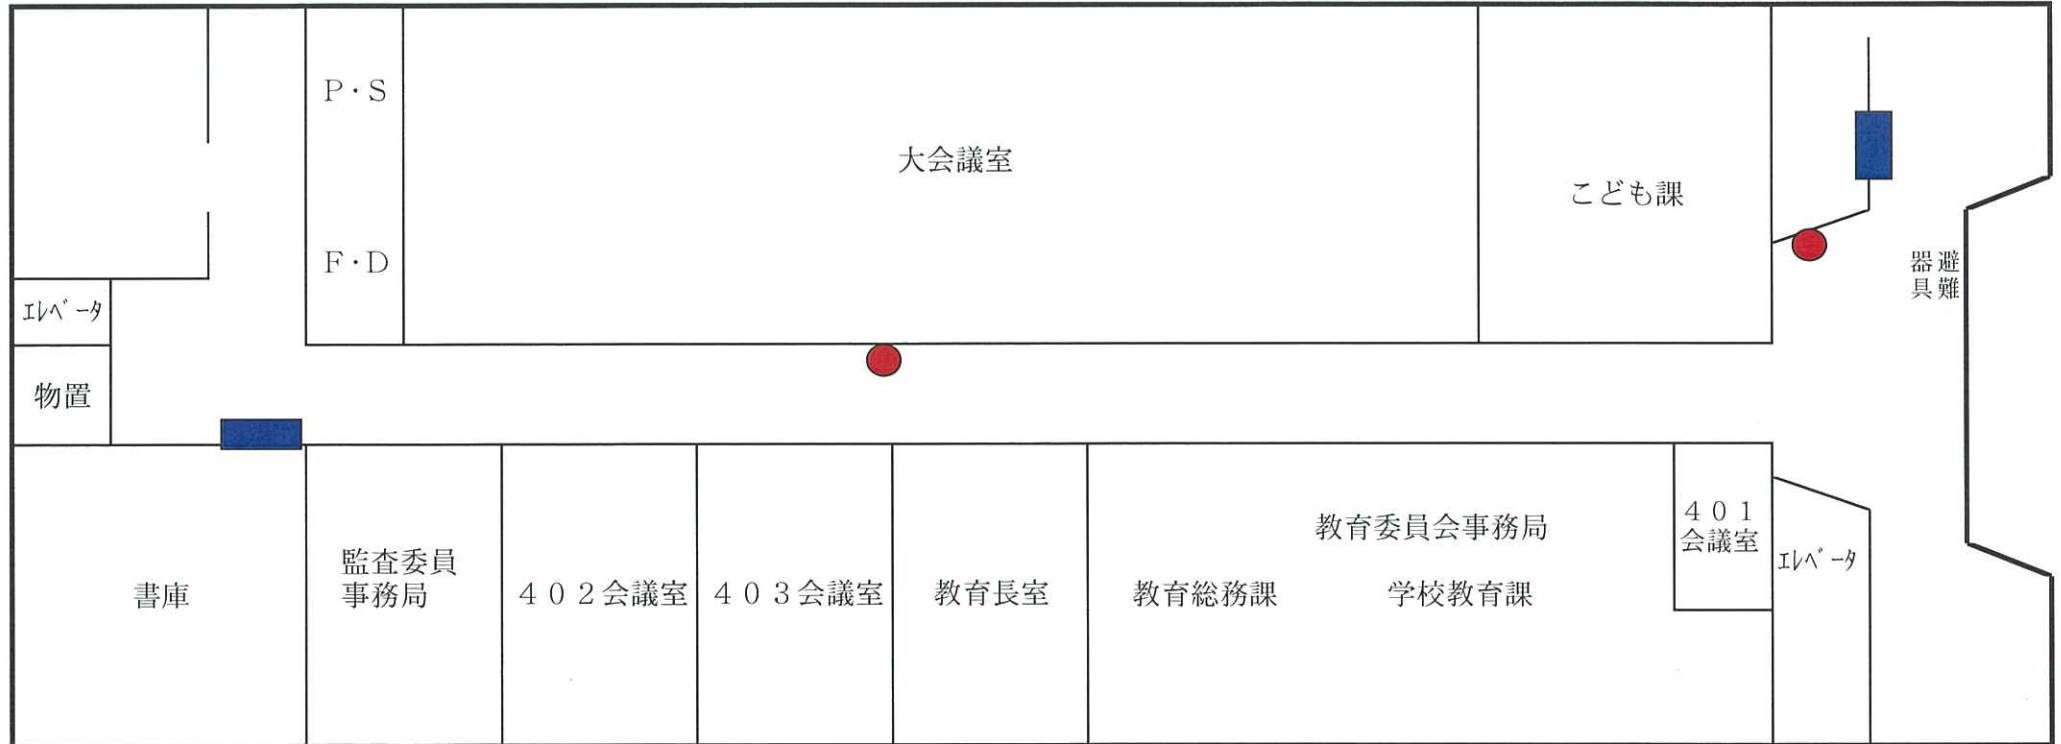 P・S
大会議室
こども課
F・D
避難
器具
エレベータ
物置
書庫
監査委員
事務局
402会議室
403会議室
教育長室
教育委員会事務局
教育総務課
学校教育課
401
会議室
エレベータ